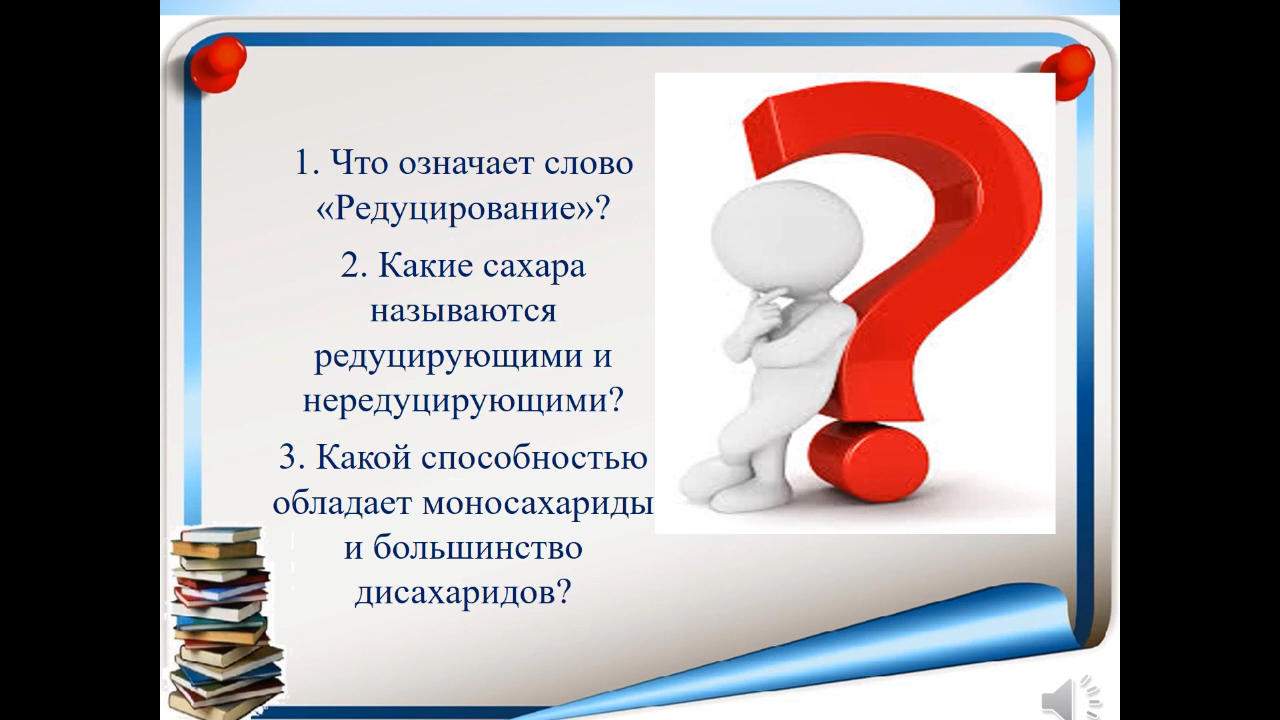 1. Что означает слово
«Редуцирование»?
2. Какие сахара
называются
редуцирующими и
нередуцирующими?
3. Какой способностью
обладает моносахариды
и большинство
дисахаридов?